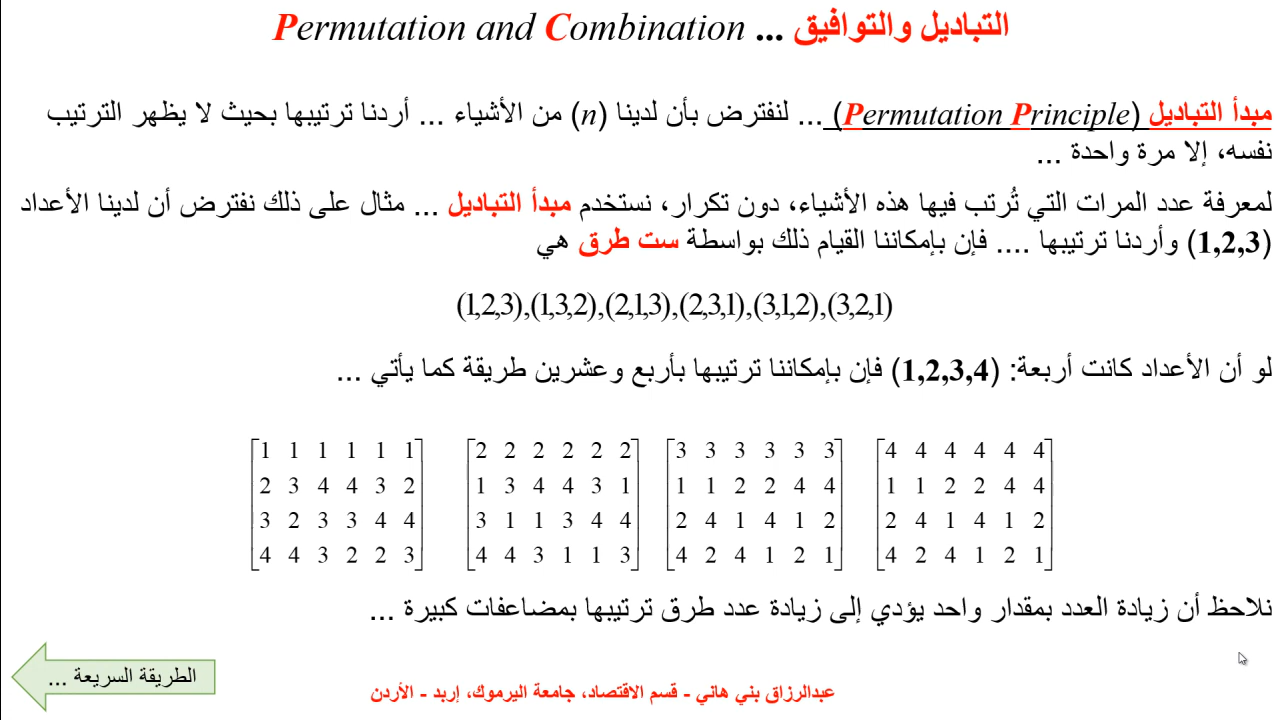 التباديل والتوافيق ... Permutation and Combination
مبدأ التباديل (Permutation Principle) ... لنفترض بأن لدينا (n) من الأشياء ... أردنا ترتيبها بحيث لا يظهر الترتيب
نفسه، إلا مرة واحدة ...
لمعرفة عدد المرات التي تُرتب فيها هذه الأشياء، دون تكرار، نستخدم مبدأ التباديل ... مثال على ذلك نفترض أن لدينا الأعداد
(1,2,3) وأردنا ترتيبها .... فإن بإمكاننا القيام ذلك بواسطة ست طرق هي
(1,2,3),(1,3,2),(2,1,3),(2,3,1),(3,1,2),(3,2,1)
لو أن الأعداد كانت أربعة: (1,2,3,4) فإن بإمكاننا ترتيبها بأربع وعشرين طريقة كما يأتي ...
1 1 1 1 1 1 2 2 2 2 2 2 3 3 3 3 3 3 4 4 4 4 4 4
2 3 4 4 3 2 1 3 4 4 3 1 1 1 2 2 4 4 1 1 2 2 4 4
3 2 3 3 4 4 3 1 1 3 4 4 2 4 1 4 1 2 2 4 1 4 1 2
4 4 3 2 2 3 4 4 3 1 1 3 4 2 4 1 2 1 4 2 4 1 2 1
نلاحظ أن زيادة العدد بمقدار واحد يؤدي إلى زيادة عدد طرق ترتيبها بمضاعفات كبيرة ...
الطريقة السريعة ...
عبدالرزاق بني هاني - قسم الاقتصاد، جامعة اليرموك، إربد - الأردن